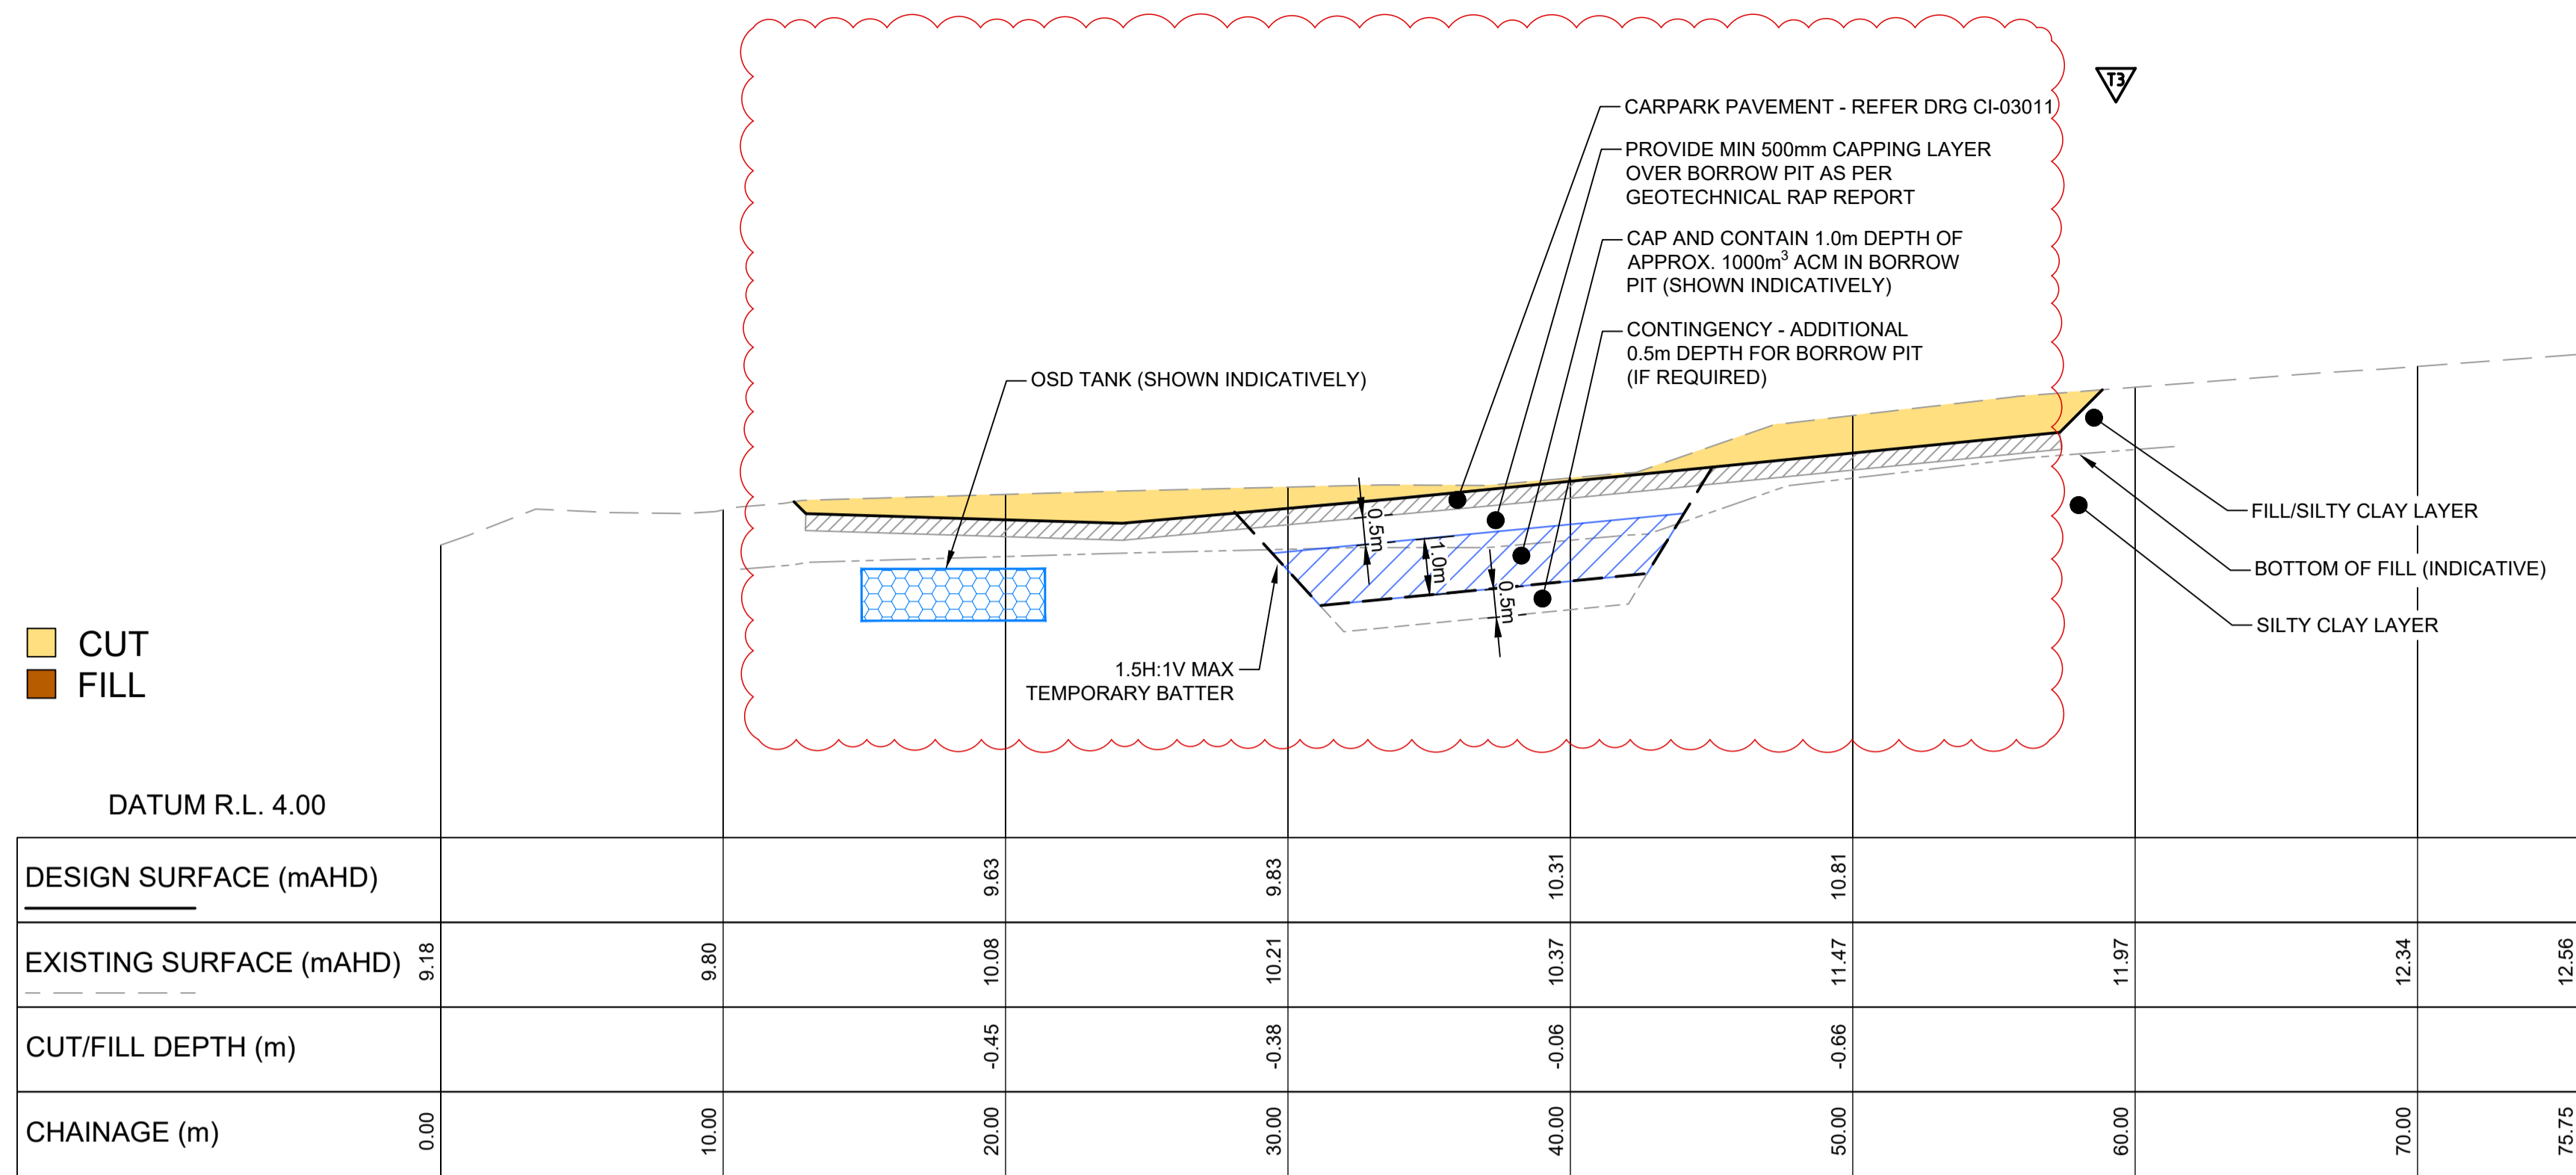 T3
CARPARK PAVEMENT - REFER DRG CI-03011
PROVIDE MIN 500mm CAPPING LAYER
OVER BORROW PIT AS PER
GEOTECHNICAL RAP REPORT
CAP AND CONTAIN 1.0m DEPTH OF
APPROX. 1000m³ ACM IN BORROW
PIT (SHOWN INDICATIVELY)
CONTINGENCY - ADDITIONAL
0.5m DEPTH FOR BORROW PIT
(IF REQUIRED)
OSD TANK (SHOWN INDICATIVELY)
0.5m
1.0m
0.5m
FILL/SILTY CLAY LAYER
BOTTOM OF FILL (INDICATIVE)
SILTY CLAY LAYER
1.5H:1V MAX
TEMPORARY BATTER
CUT
FILL
DATUM R.L. 4.00
DESIGN SURFACE (mAHD) 9.63 9.83 10.31 10.81
EXISTING SURFACE (mAHD) 9.18 9.80 10.08 10.21 10.37 11.47 11.97 12.34 12.56
CUT/FILL DEPTH (m) -0.45 -0.38 -0.06 -0.66
CHAINAGE (m) 0.00 10.00 20.00 30.00 40.00 50.00 60.00 70.00 75.75